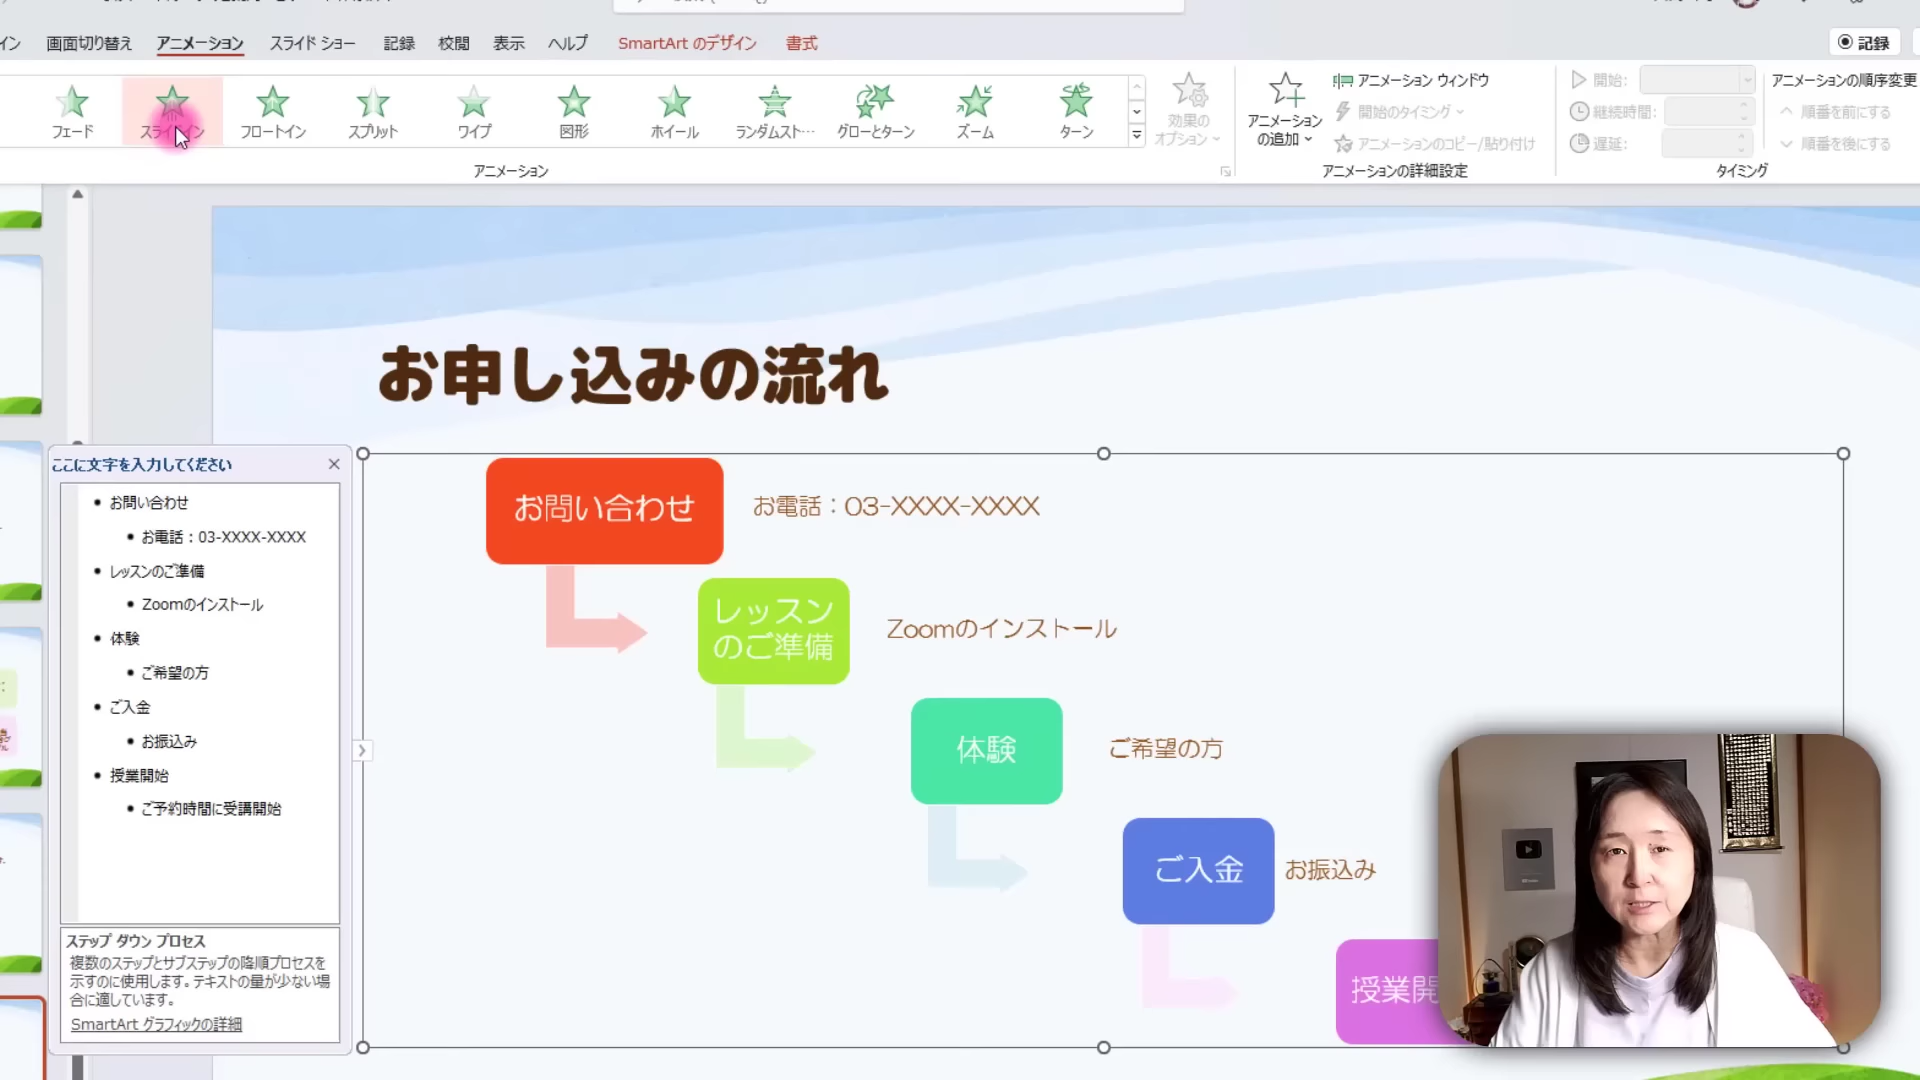 イン 画面切り替え アニメーション スライド ショー 記録 校閲 表示 ヘルプ SmartArt のデザイン 書式 記録
フェード スライドイン フロートイン スプリット ワイプ 図形 ホイール ランダムスト… グローとターン ズーム ターン
効果の
オプション
アニメーション
の追加
アニメーション ウィンドウ
開始のタイミング
アニメーションのコピー/貼り付け
開始:
継続時間:
遅延:
アニメーションの順序変更
順番を前にする
順番を後にする
アニメーション アニメーションの詳細設定 タイミング
お申し込みの流れ
ここに文字を入力してください
• お問い合わせ
• お電話：03-XXXX-XXXX
• レッスンのご準備
• Zoomのインストール
• 体験
• ご希望の方
• ご入金
• お振込み
• 授業開始
• ご予約時間に受講開始
ステップ ダウン プロセス
複数のステップとサブステップの降順プロセスを
示すのに使用します。テキストの量が少ない場
合に適しています。
SmartArt グラフィックの詳細
お問い合わせ お電話：03-XXXX-XXXX
レッスン
のご準備
Zoomのインストール
体験 ご希望の方
ご入金 お振込み
授業開